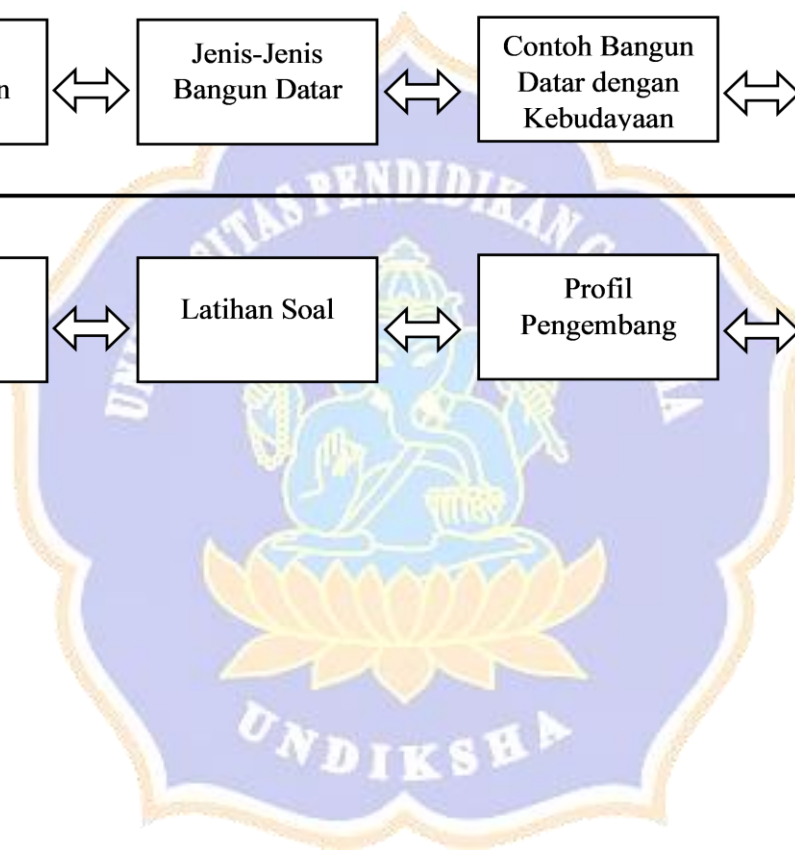 Jenis-Jenis
Bangun Datar
Contoh Bangun
Datar dengan
Kebudayaan
n
Latihan Soal
Profil
Pengembang
UNDIKSHA